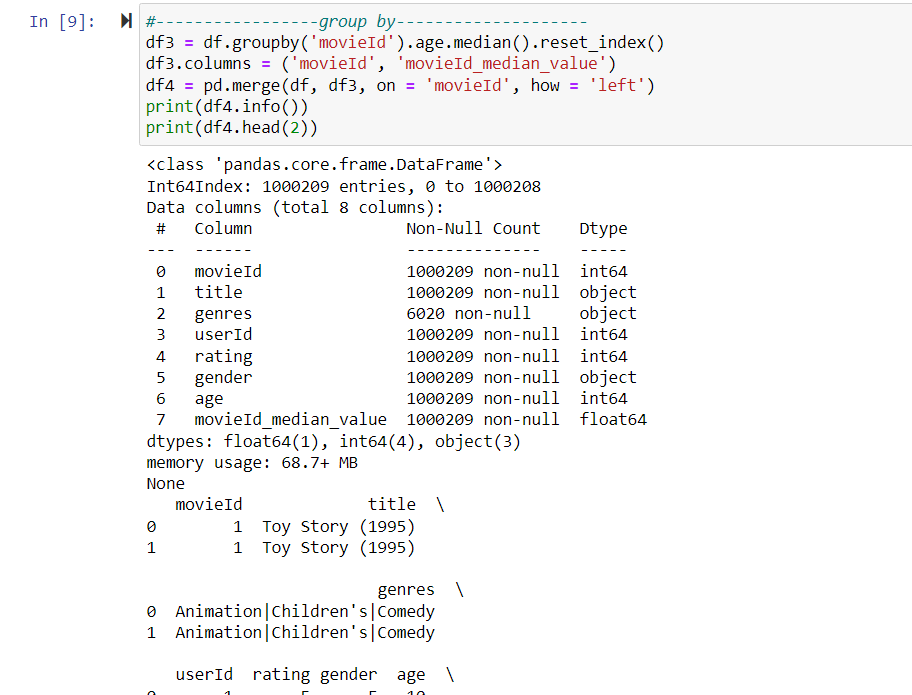 In [9]:
#-----------------group by--------------------
df3 = df.groupby('movieId').age.median().reset_index()
df3.columns = ('movieId', 'movieId_median_value')
df4 = pd.merge(df, df3, on = 'movieId', how = 'left')
print(df4.info())
print(df4.head(2))
<class 'pandas.core.frame.DataFrame'>
Int64Index: 1000209 entries, 0 to 1000208
Data columns (total 8 columns):
 #   Column                Non-Null Count    Dtype
---  ------                --------------    -----
 0   movieId               1000209 non-null  int64
 1   title                 1000209 non-null  object
 2   genres                6020 non-null     object
 3   userId                1000209 non-null  int64
 4   rating                1000209 non-null  int64
 5   gender                1000209 non-null  object
 6   age                   1000209 non-null  int64
 7   movieId_median_value  1000209 non-null  float64
dtypes: float64(1), int64(4), object(3)
memory usage: 68.7+ MB
None
   movieId             title  \
0        1  Toy Story (1995)
1        1  Toy Story (1995)
                        genres  \
0  Animation|Children's|Comedy
1  Animation|Children's|Comedy
   userId  rating gender  age  \